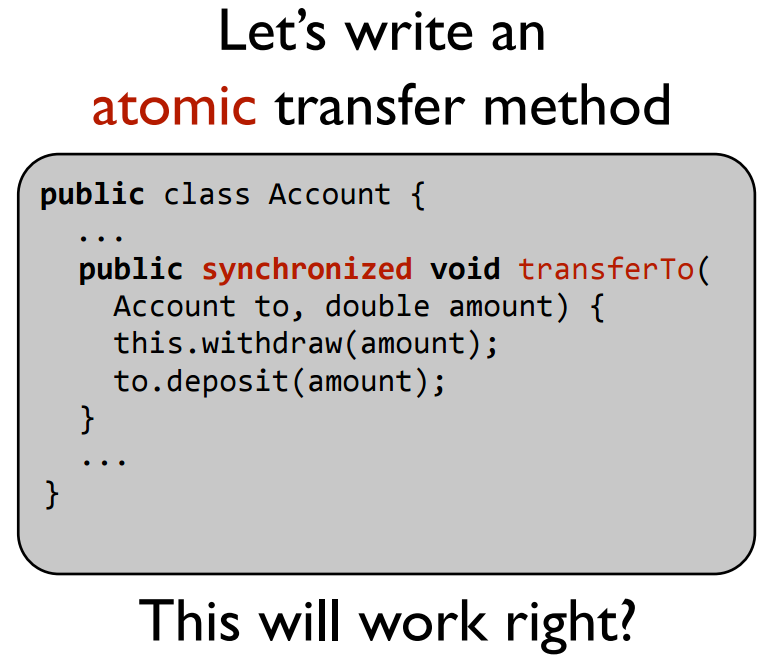 Let's write an
atomic transfer method
public class Account {
...
public synchronized void transferTo(
Account to, double amount) {
this.withdraw(amount);
to.deposit(amount);
}
...
}
This will work right?